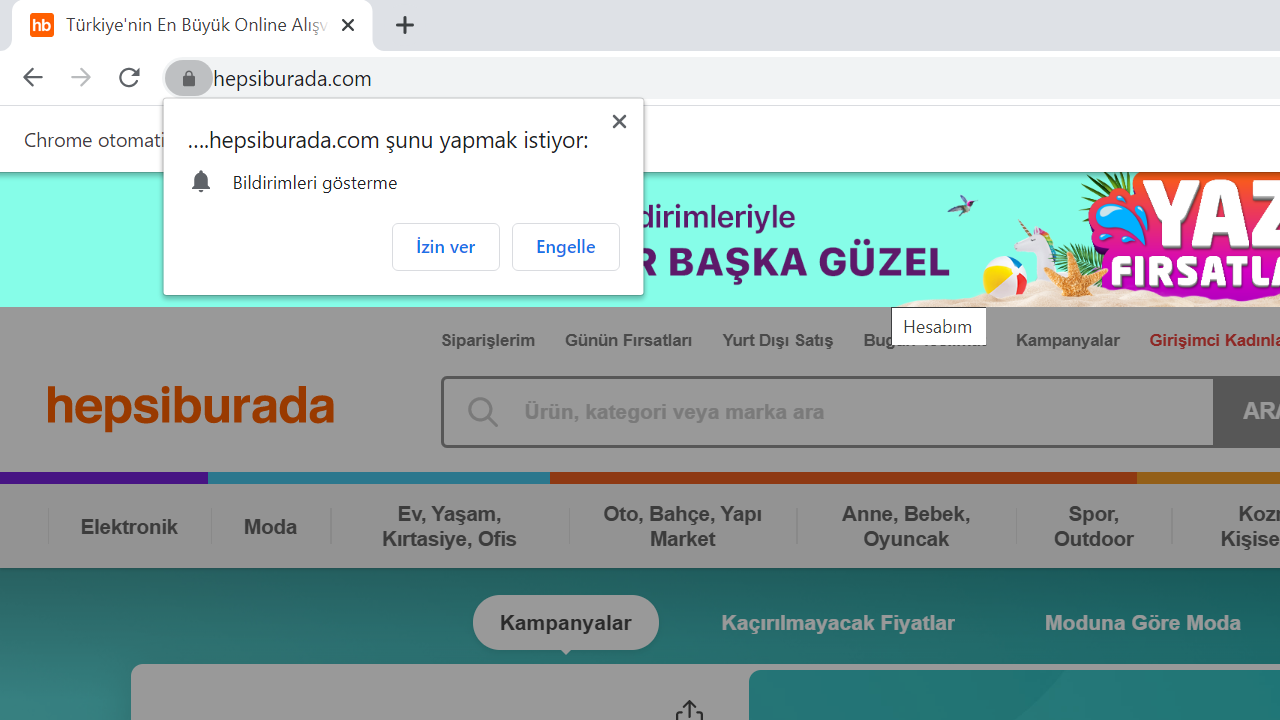 hb Türkiye'nin En Büyük Online Alışv
hepsiburada.com
Chrome otomati
….hepsiburada.com şunu yapmak istiyor:
Bildirimleri gösterme
İzin ver
Engelle
dirimleriyle
R BAŞKA GÜZEL
YAZ
FIRSATLA
Hesabım
Siparişlerim
Günün Fırsatları
Yurt Dışı Satış
Kampanyalar
Girişimci Kadınla
hepsiburada
Ürün, kategori veya marka ara
ARA
Elektronik
Moda
Ev, Yaşam,
Kırtasiye, Ofis
Oto, Bahçe, Yapı
Market
Anne, Bebek,
Oyuncak
Spor,
Outdoor
Kozr
Kişise
Kampanyalar
Kaçırılmayacak Fiyatlar
Moduna Göre Moda